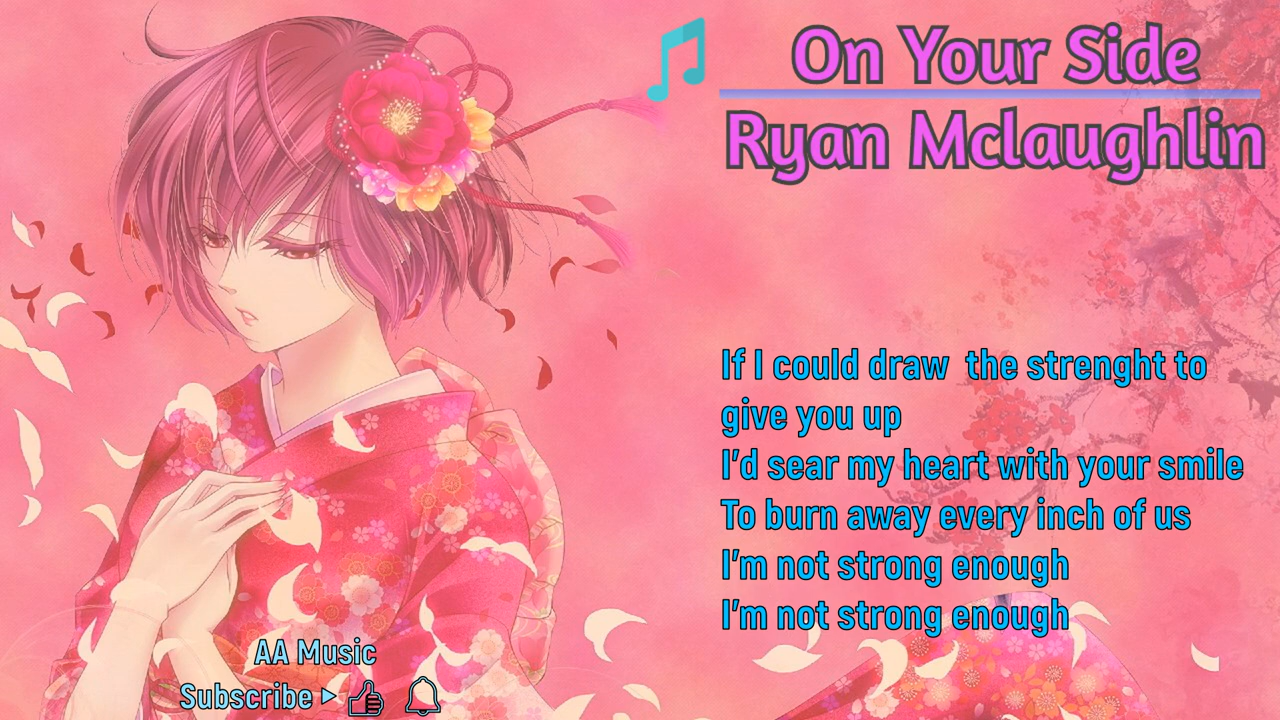 On Your Side
Ryan Mclaughlin
If I could draw  the strenght to
give you up
I'd sear my heart with your smile
To burn away every inch of us
I'm not strong enough
I'm not strong enough
AA Music
Subscribe